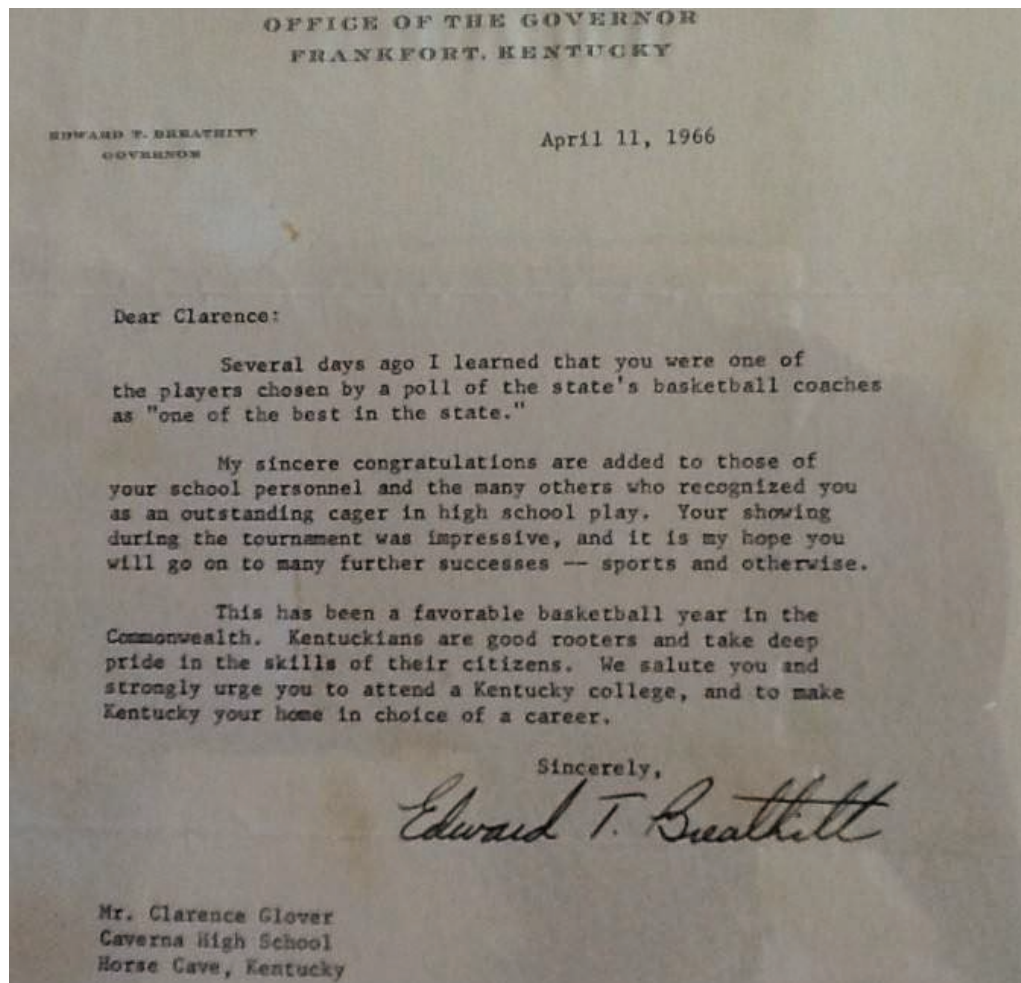 OFFICE OF THE GOVERNOR
FRANKFORT, KENTUCKY
EDWARD T. BREATHITT
GOVERNOR
April 11, 1966
Dear Clarence:
Several days ago I learned that you were one of
the players chosen by a poll of the state's basketball coaches
as "one of the best in the state."
My sincere congratulations are added to those of
your school personnel and the many others who recognized you
as an outstanding cager in high school play. Your showing
during the tournament was impressive, and it is my hope you
will go on to many further successes -- sports and otherwise.
This has been a favorable basketball year in the
Commonwealth. Kentuckians are good rooters and take deep
pride in the skills of their citizens. We salute you and
strongly urge you to attend a Kentucky college, and to make
Kentucky your home in choice of a career.
Sincerely,
Edward T. Breathitt
Mr. Clarence Glover
Caverna High School
Horse Cave, Kentucky